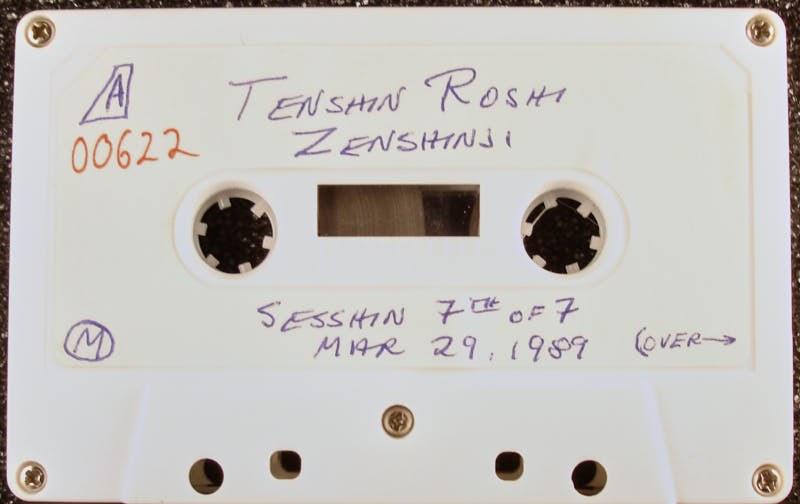 A
TENSHIN ROSHI
00622
ZENSHINJI
SESSHIN 7TH OF 7
M
MAR 29, 1989 (OVER→